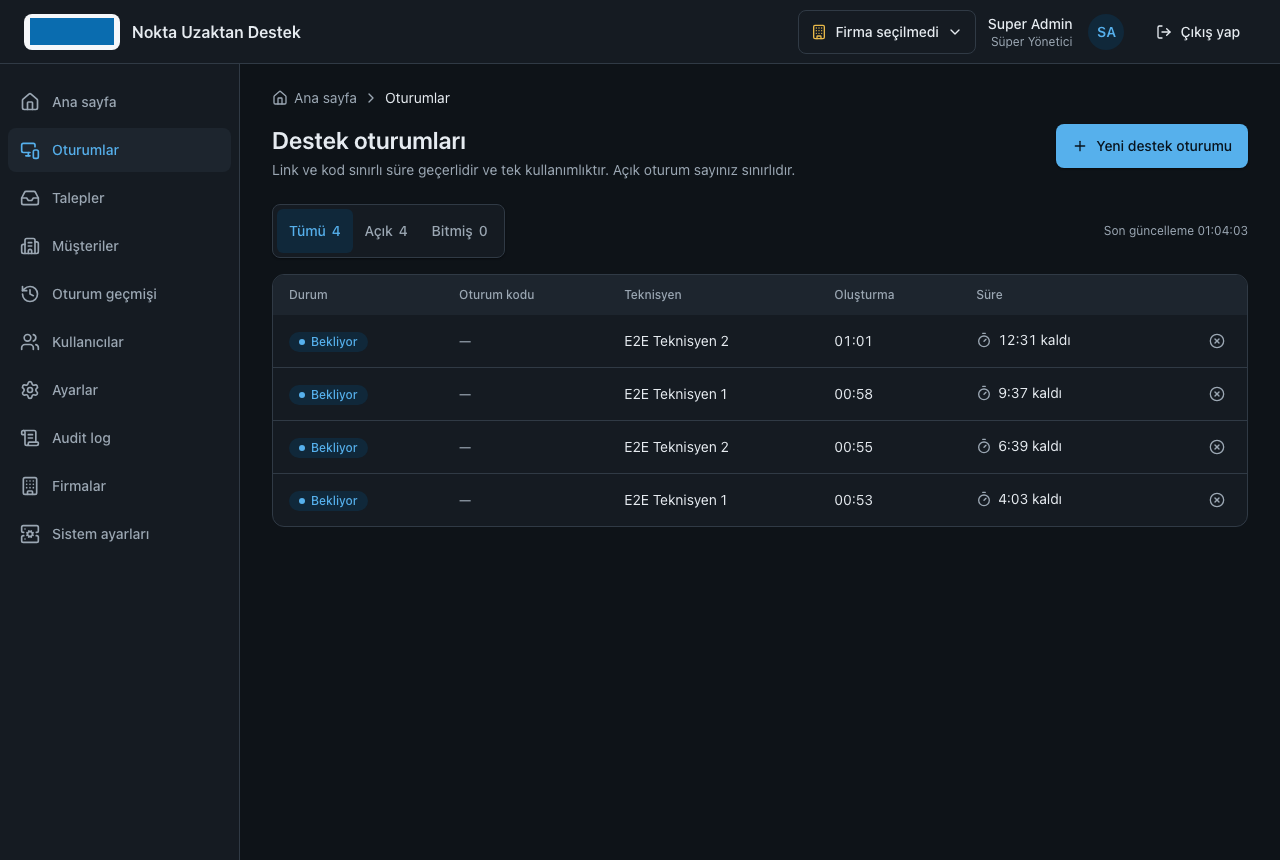 Nokta Uzaktan Destek
Firma seçilmedi
Super Admin
Süper Yönetici
SA
Çıkış yap
Ana sayfa
Oturumlar
Talepler
Müşteriler
Oturum geçmişi
Kullanıcılar
Ayarlar
Audit log
Firmalar
Sistem ayarları
Ana sayfa > Oturumlar
Destek oturumları
Link ve kod sınırlı süre geçerlidir ve tek kullanımlıktır. Açık oturum sayınız sınırlıdır.
+ Yeni destek oturumu
Tümü 4 Açık 4 Bitmiş 0
Son güncelleme 01:04:03
Durum Oturum kodu Teknisyen Oluşturma Süre
Bekliyor — E2E Teknisyen 2 01:01 12:31 kaldı
Bekliyor — E2E Teknisyen 1 00:58 9:37 kaldı
Bekliyor — E2E Teknisyen 2 00:55 6:39 kaldı
Bekliyor — E2E Teknisyen 1 00:53 4:03 kaldı